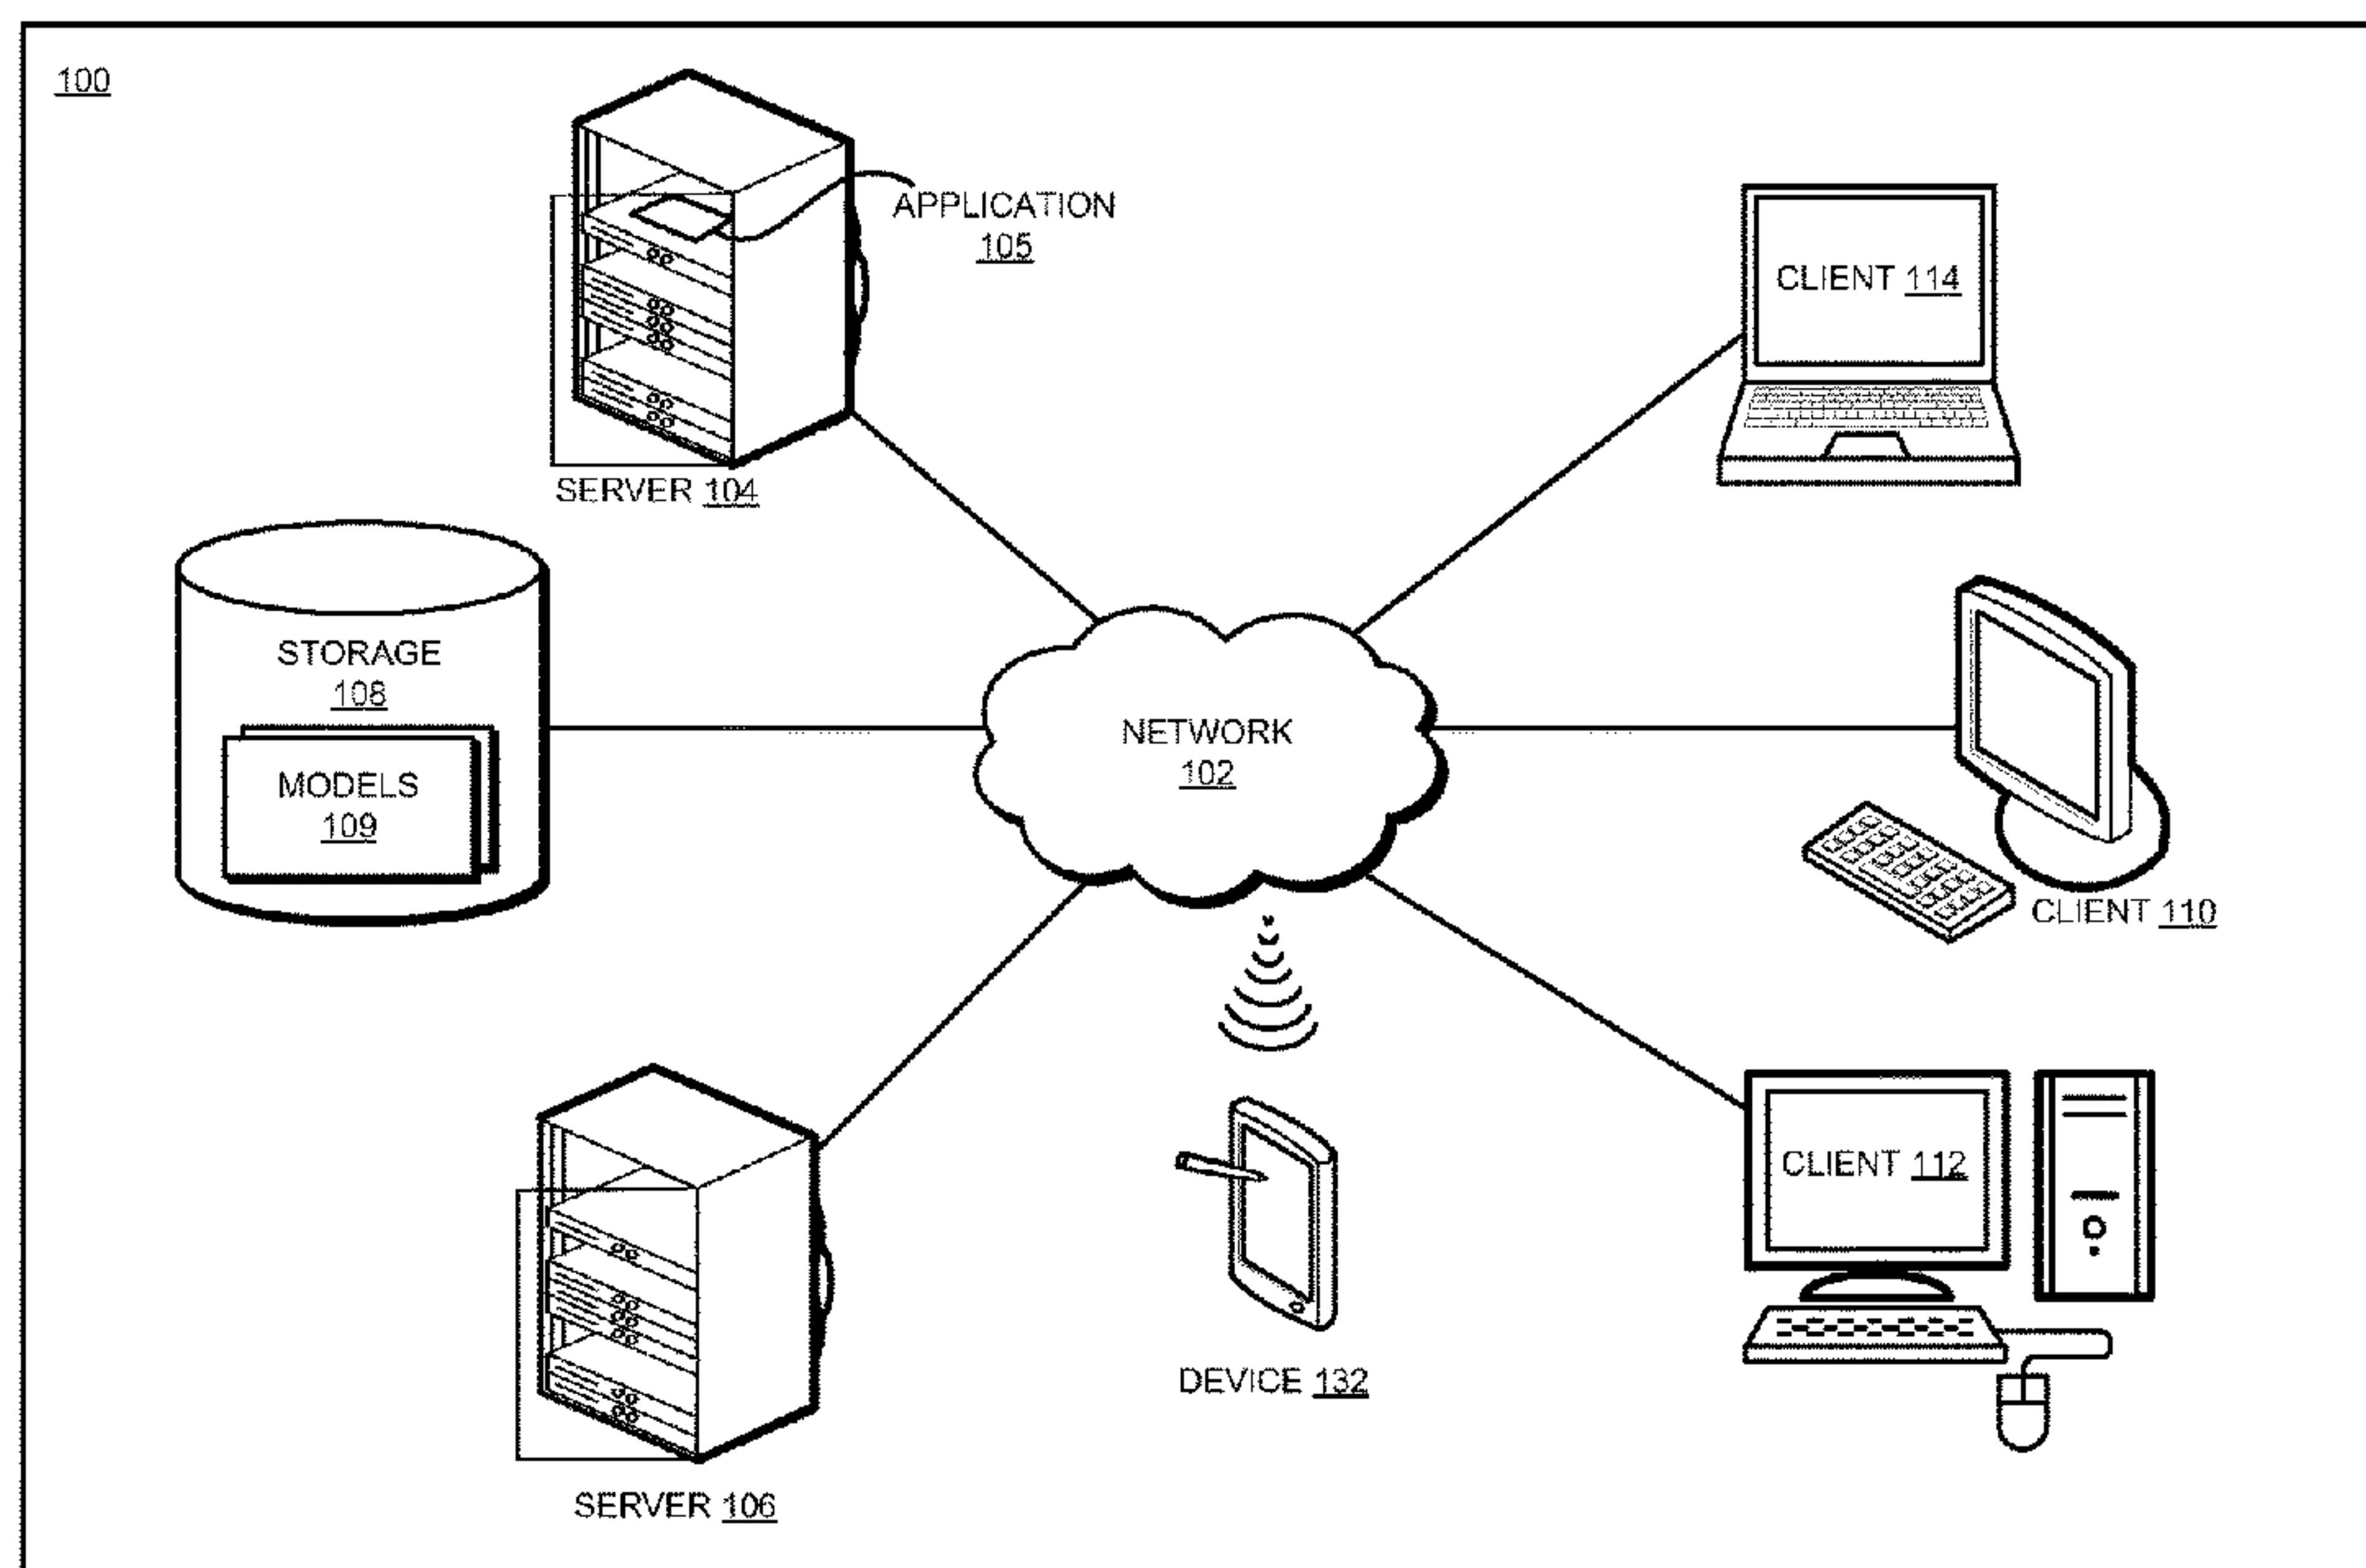 100
APPLICATION
105
CLIENT 114
SERVER 104
STORAGE
108
MODELS
109
NETWORK
102
CLIENT 110
CLIENT 112
DEVICE 132
SERVER 106